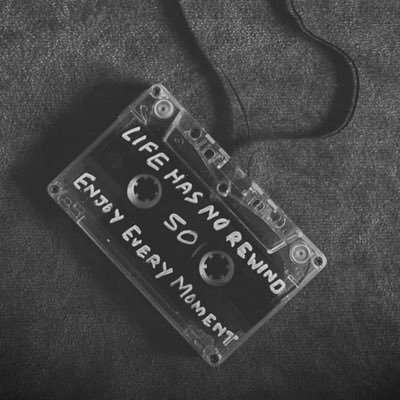 LIFE HAS NO REWIND
SO
ENJOY EVERY MOMENT